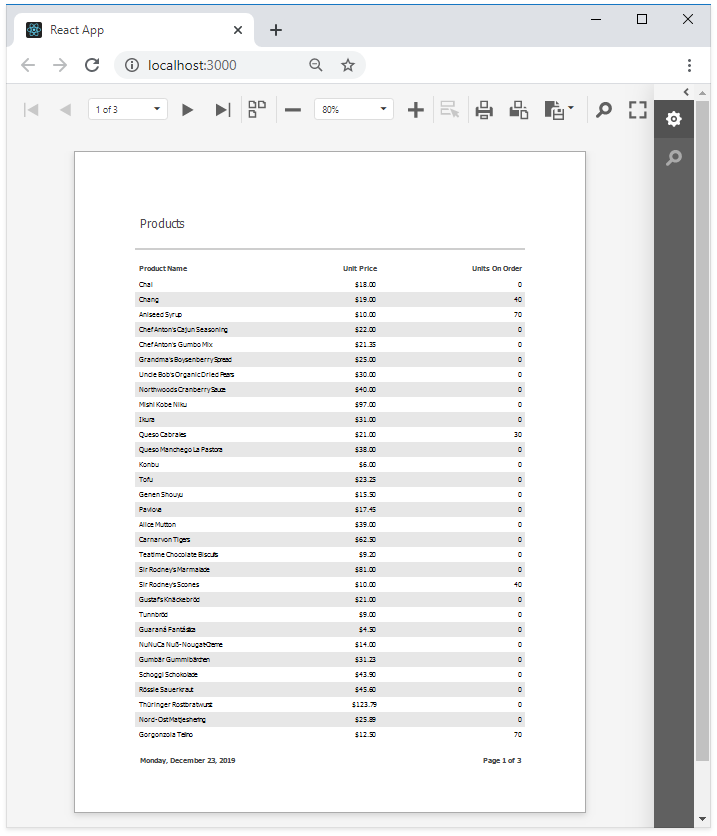 React App
localhost:3000
1 of 3
80%
Products
Product Name Unit Price Units On Order
Chai $18.00 0
Chang $19.00 40
Aniseed Syrup $10.00 70
Chef Anton's Cajun Seasoning $22.00 0
Chef Anton's Gumbo Mix $21.35 0
Grandma's Boysenberry Spread $25.00 0
Uncle Bob's Organic Dried Pears $30.00 0
Northwoods Cranberry Sauce $40.00 0
Mishi Kobe Niku $97.00 0
Ikura $31.00 0
Queso Cabrales $21.00 30
Queso Manchego La Pastora $38.00 0
Konbu $6.00 0
Tofu $23.25 0
Genen Shouyu $15.50 0
Pavlova $17.45 0
Alice Mutton $39.00 0
Carnarvon Tigers $62.50 0
Teatime Chocolate Biscuits $9.20 0
Sir Rodney's Marmalade $81.00 0
Sir Rodney's Scones $10.00 40
Gustaf's Knäckebröd $21.00 0
Tunnbröd $9.00 0
Guaraná Fantástica $4.50 0
NuNuCa Nuß-Nougat-Creme $14.00 0
Gumbär Gummibärchen $31.23 0
Schoggi Schokolade $43.90 0
Rössle Sauerkraut $45.60 0
Thüringer Rostbratwurst $123.79 0
Nord-Ost Matjeshering $25.89 0
Gorgonzola Telino $12.50 70
Monday, December 23, 2019 Page 1 of 3